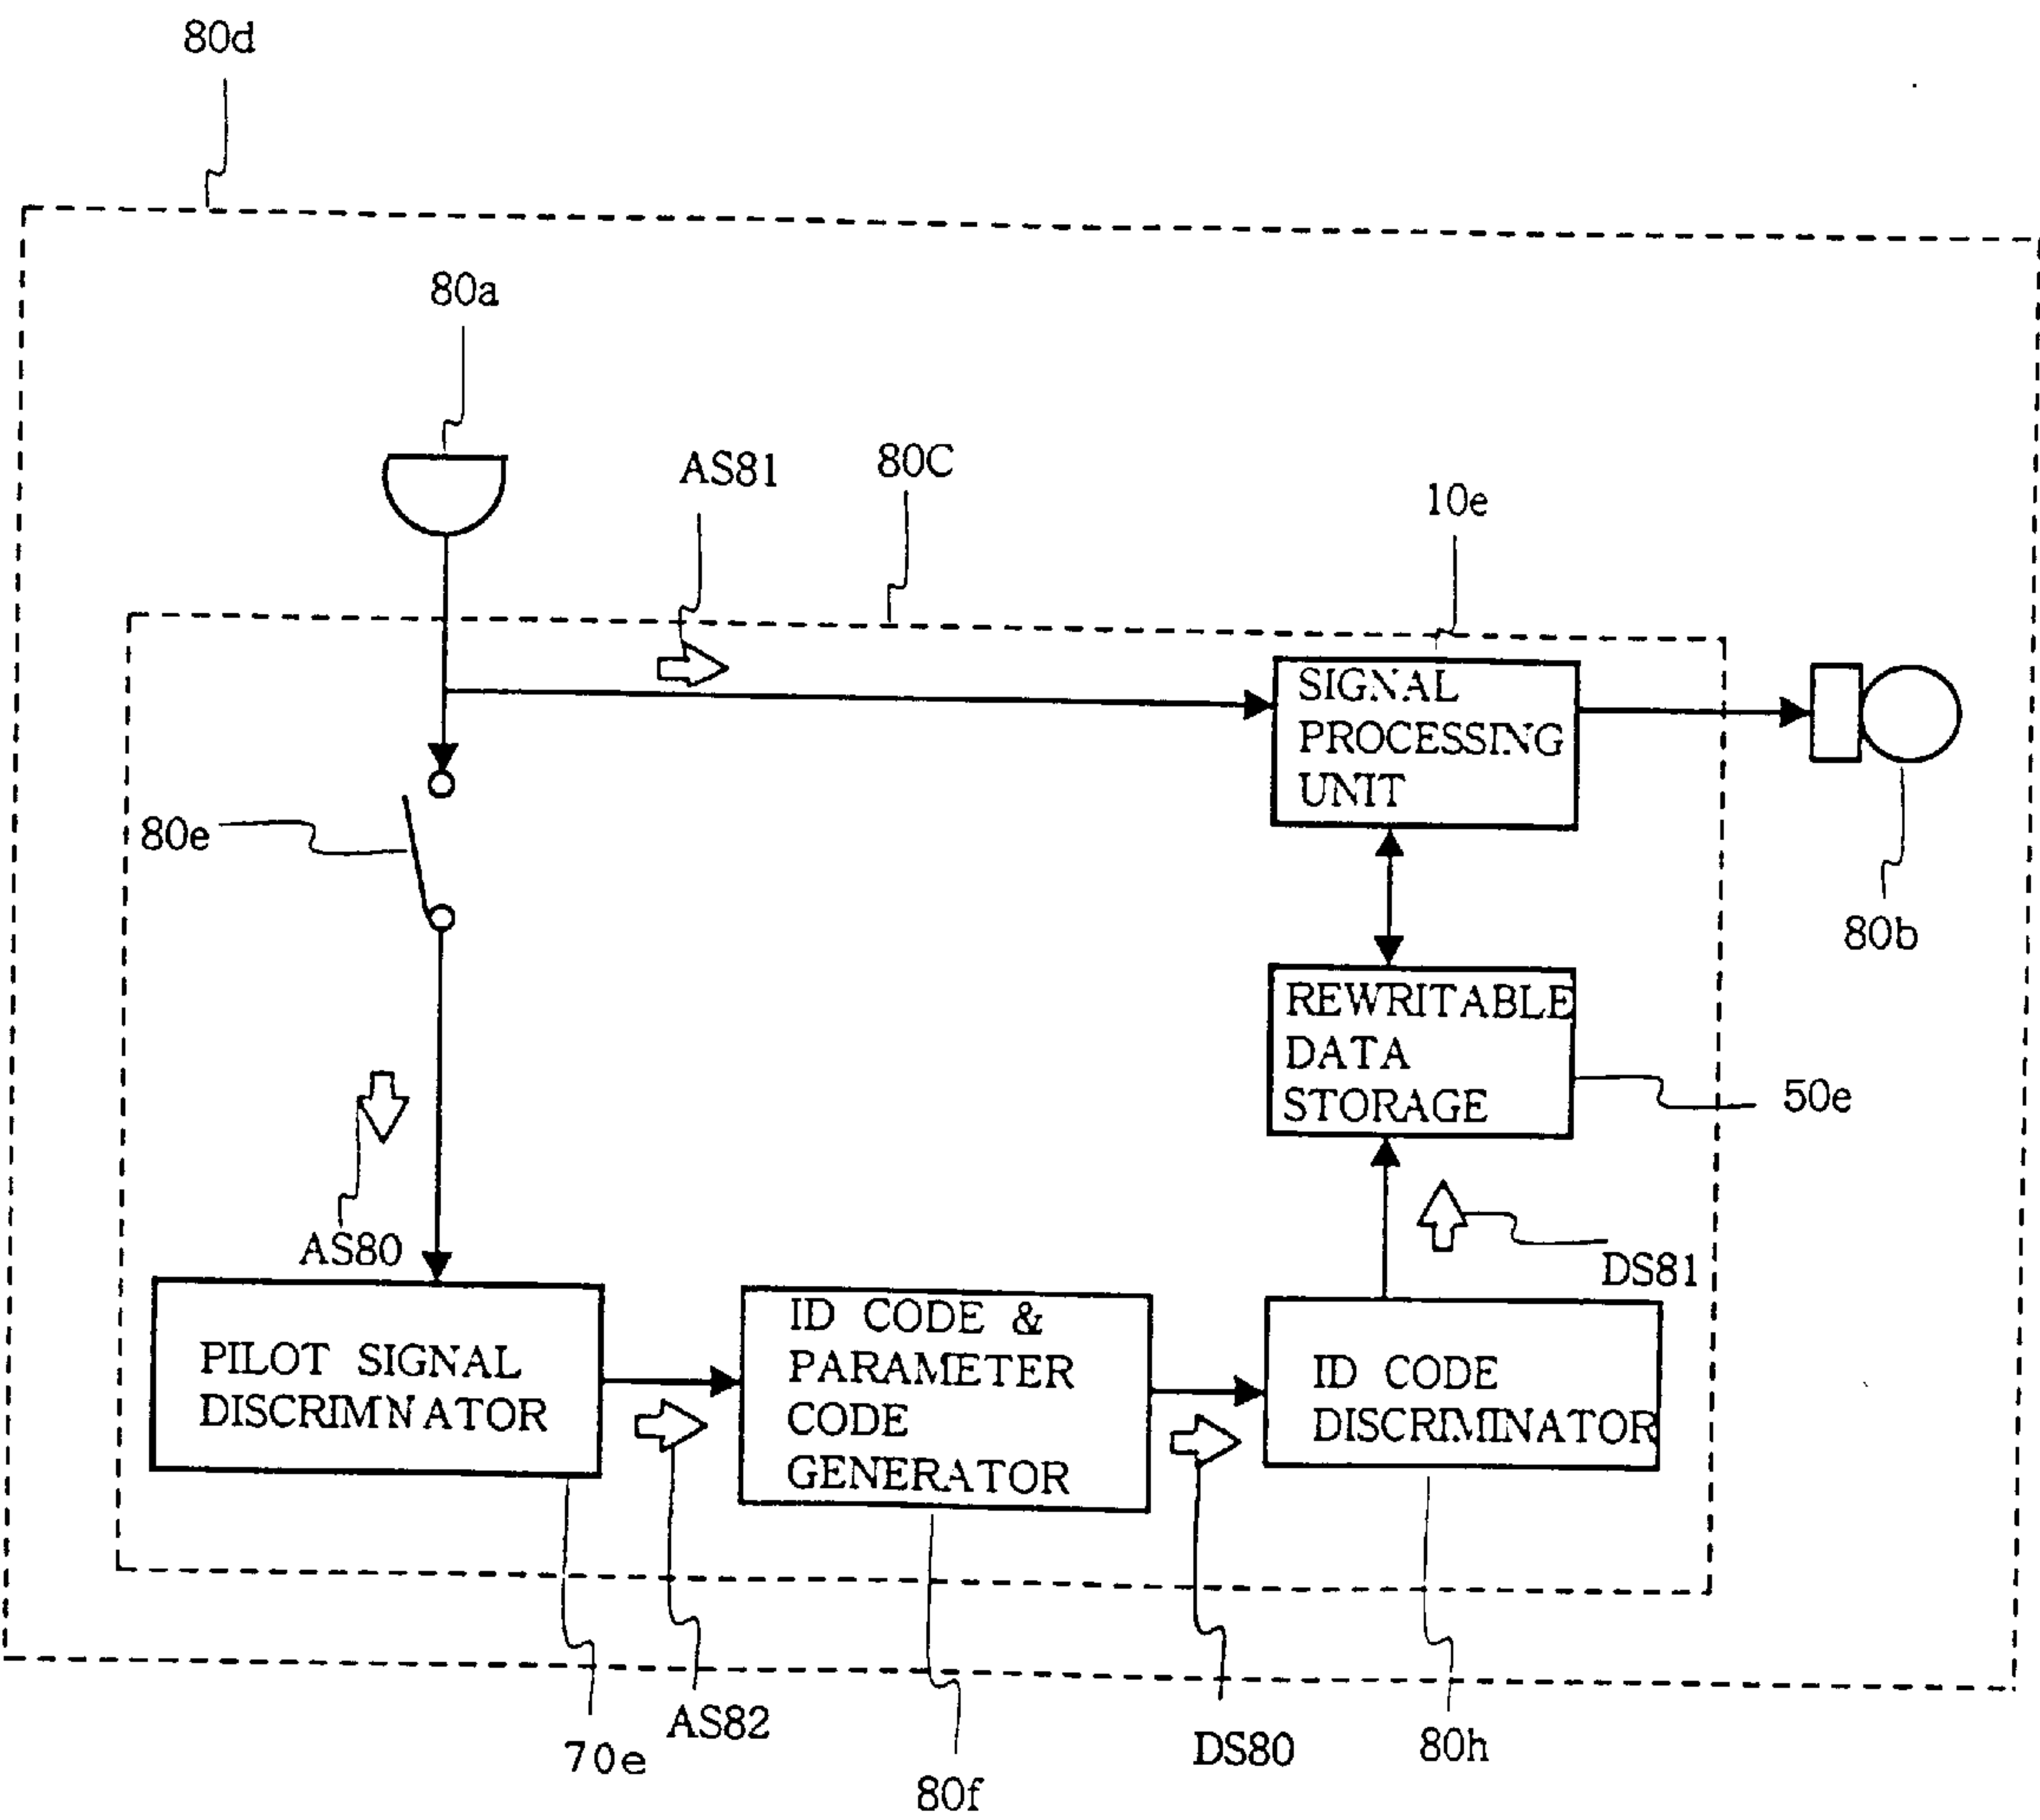 80d
80a
AS81
80C
10e
SIGNAL
PROCESSING
UNIT
80e
80b
REWRITABLE
DATA
STORAGE
50e
AS80
DS81
PILOT SIGNAL
DISCRIMNATOR
ID CODE &
PARAMETER
CODE
GENERATOR
ID CODE
DISCRIMINATOR
70e
AS82
80f
DS80
80h